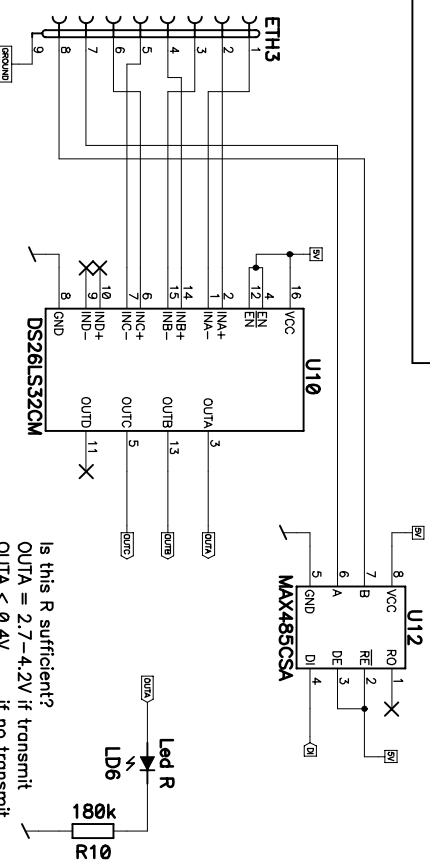 ETH3
1
2
3
4
5
6
7
8
9
GROUND
5V
U10
16 VCC
4 EN
12 EN
2 INA+
1 INA-
14 INB+
15 INB-
6 INC+
7 INC-
10 IND+
9 IND-
8 GND
OUTA 3
OUTB 13
OUTC 5
OUTD 11
DS26LS32CM
OUTA
OUTB
OUTC
5V
U12
8 VCC
7 B
6 A
5 GND
RO 1
RE 2
DE 3
DI 4
MAX485CSA
5V
DI
OUTA
Led R
LD6
180k
R10
Is this R sufficient?
OUTA = 2.7-4.2V if transmit
OUTA < 0.4V if no transmit